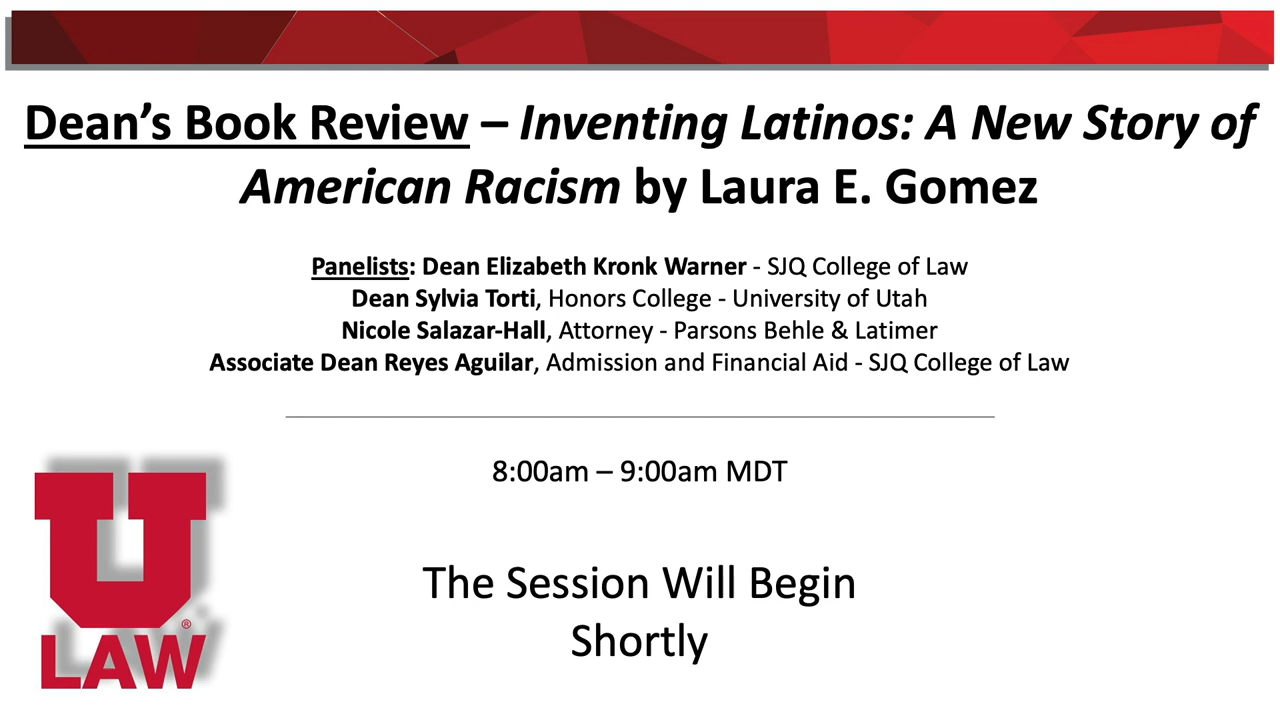 Dean’s Book Review – Inventing Latinos: A New Story of
American Racism by Laura E. Gomez
Panelists: Dean Elizabeth Kronk Warner - SJQ College of Law
Dean Sylvia Torti, Honors College - University of Utah
Nicole Salazar-Hall, Attorney - Parsons Behle & Latimer
Associate Dean Reyes Aguilar, Admission and Financial Aid - SJQ College of Law
8:00am – 9:00am MDT
The Session Will Begin
Shortly
U
®
LAW